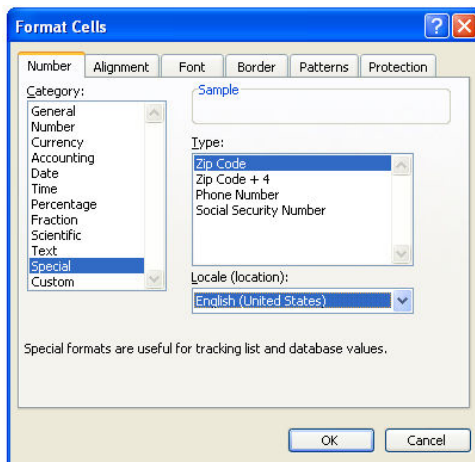 Format Cells
Number Alignment Font Border Patterns Protection
Category:
General
Number
Currency
Accounting
Date
Time
Percentage
Fraction
Scientific
Text
Special
Custom
Sample
Type:
Zip Code
Zip Code + 4
Phone Number
Social Security Number
Locale (location):
English (United States)
Special formats are useful for tracking list and database values.
OK Cancel